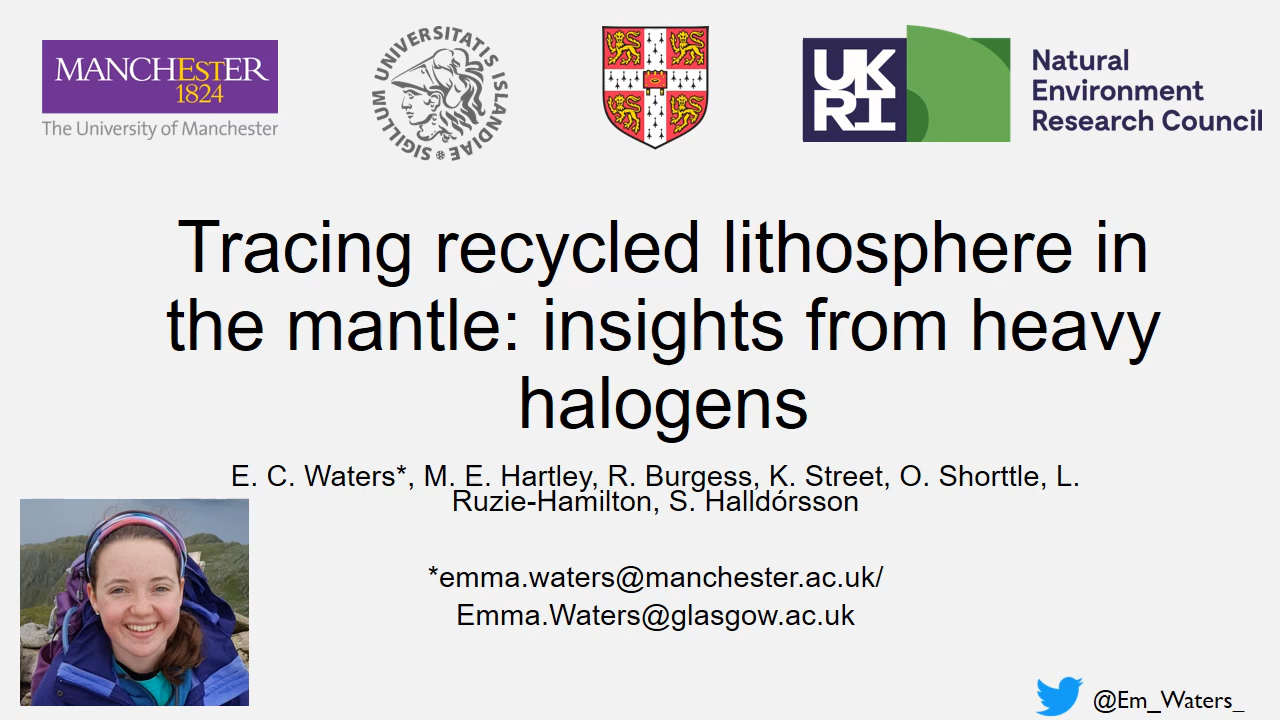 MANCHESTER
1824
The University of Manchester
SIGILLUM UNIVERSITATIS ISLANDIAE
UK
RI
Natural
Environment
Research Council
Tracing recycled lithosphere in
the mantle: insights from heavy
halogens
E. C. Waters*, M. E. Hartley, R. Burgess, K. Street, O. Shorttle, L.
Ruzie-Hamilton, S. Halldórsson
*emma.waters@manchester.ac.uk/
Emma.Waters@glasgow.ac.uk
@Em_Waters_